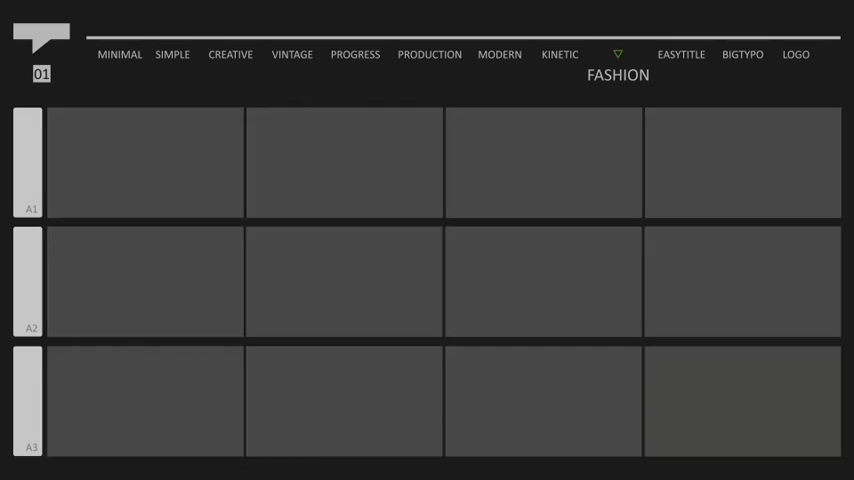 MINIMAL SIMPLE CREATIVE VINTAGE PROGRESS PRODUCTION MODERN KINETIC EASYTITLE BIGTYPO LOGO
01 FASHION
A1
A2
A3